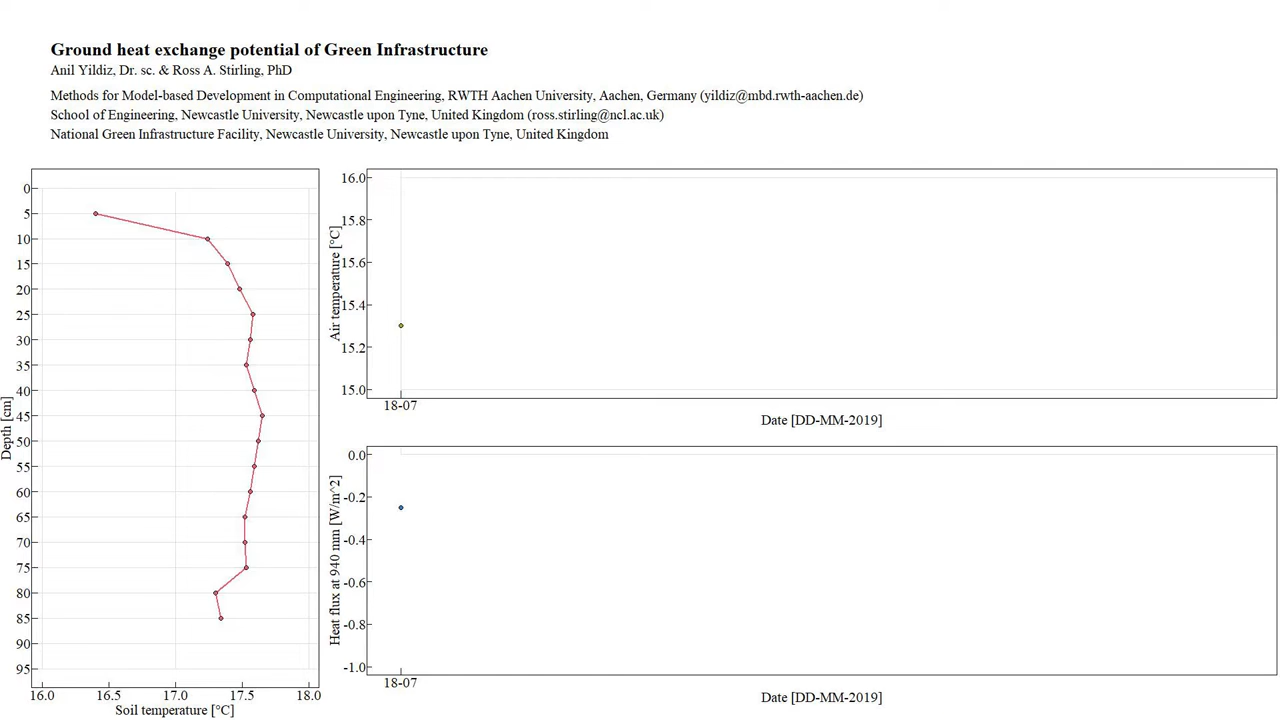 Ground heat exchange potential of Green Infrastructure
Anil Yildiz, Dr. sc. & Ross A. Stirling, PhD
Methods for Model-based Development in Computational Engineering, RWTH Aachen University, Aachen, Germany (yildiz@mbd.rwth-aachen.de)
School of Engineering, Newcastle University, Newcastle upon Tyne, United Kingdom (ross.stirling@ncl.ac.uk)
National Green Infrastructure Facility, Newcastle University, Newcastle upon Tyne, United Kingdom
Depth [cm]
0
5
10
15
20
25
30
35
40
45
50
55
60
65
70
75
80
85
90
95
16.0 16.5 17.0 17.5 18.0
Soil temperature [°C]
Air temperature [°C]
16.0
15.8
15.6
15.4
15.2
15.0
18-07
Date [DD-MM-2019]
Heat flux at 940 mm [W/m^2]
0.0
-0.2
-0.4
-0.6
-0.8
-1.0
18-07
Date [DD-MM-2019]